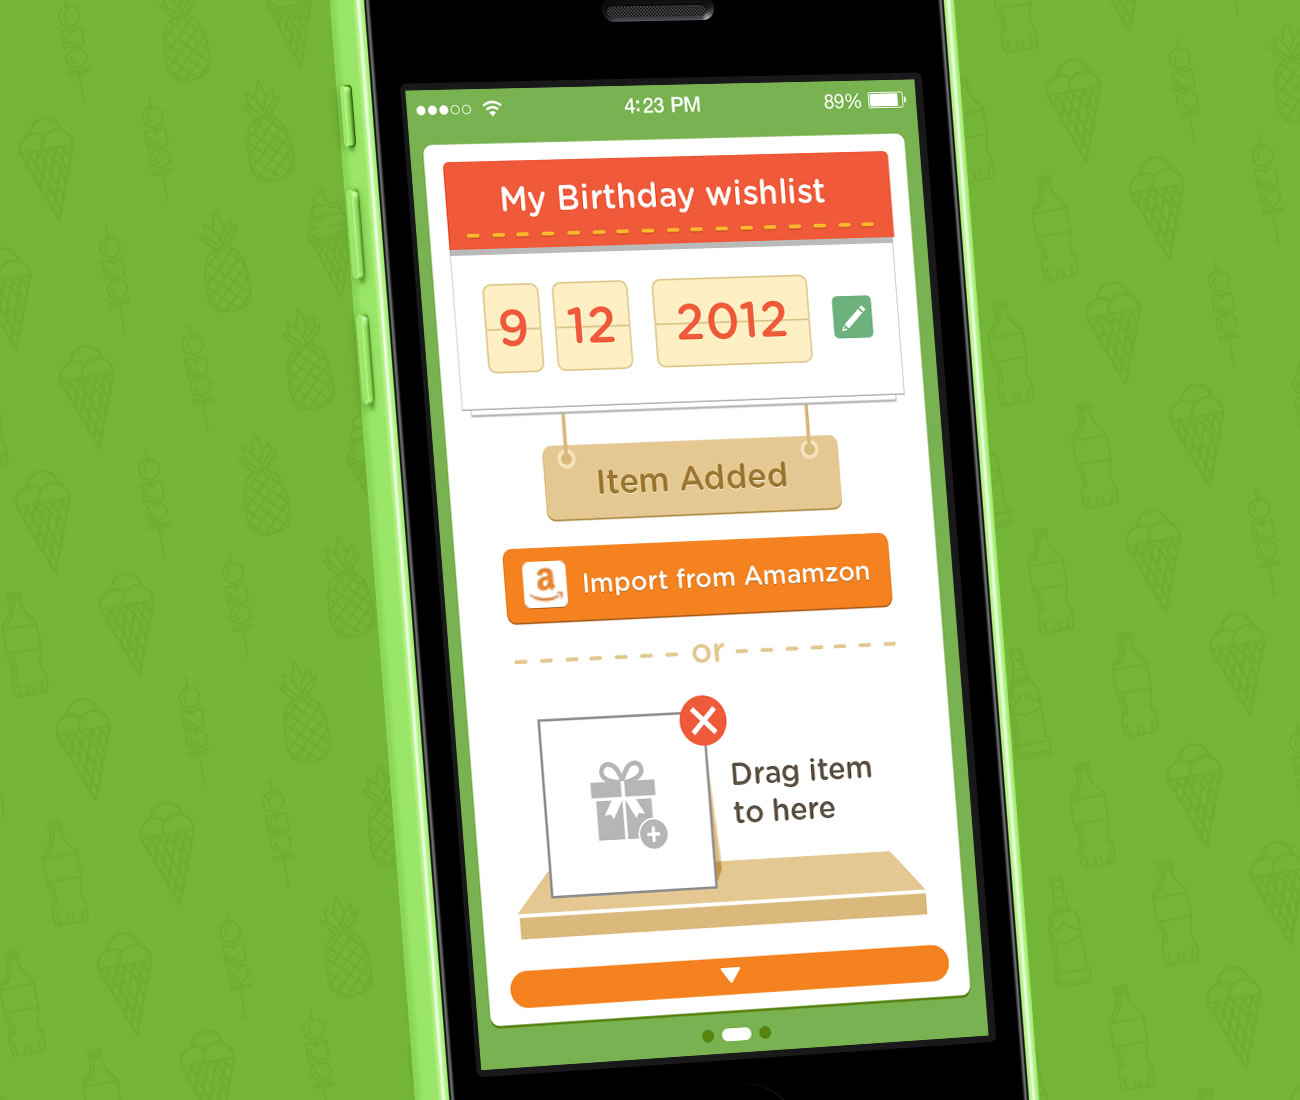 4:23 PM
89%
My Birthday wishlist
9 12 2012
Item Added
a Import from Amamzon
or
Drag item
to here